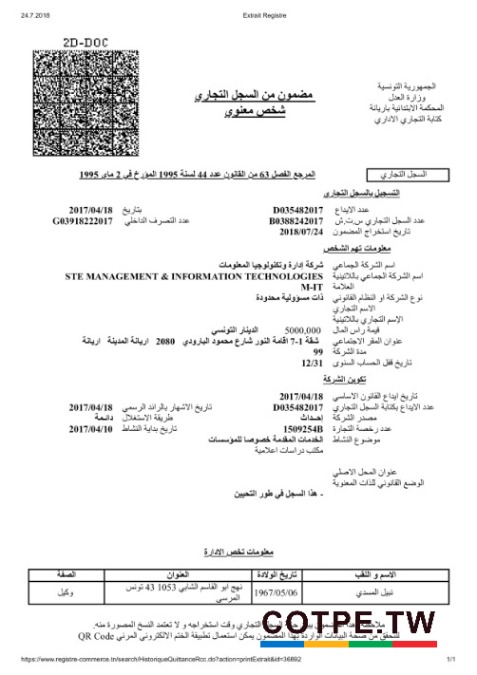 24.7.2018 Extrait Registre
2D-DOC
الجمهورية التونسية
وزارة العدل
المحكمة الابتدائية بأريانة
كتابة التجاري الاداري
مضمون من السجل التجاري
شخص معنوي
السجل التجاري
المرجع الفصل 63 من القانون عدد 44 لسنة 1995 المؤرخ في 2 ماي 1995
التسجيل بالسجل التجاري
عدد الايداع D035482017 بتاريخ 2017/04/18
عدد السجل التجاري س.ت.ش B0388242017 عدد التصرف الداخلي G03918222017
تاريخ استخراج المضمون 2018/07/24
معلومات تهم الشخص
اسم الشركة الجماعي شركة إدارة وتكنولوجيا المعلومات
اسم الشركة الجماعي باللاتينية STE MANAGEMENT & INFORMATION TECHNOLOGIES
العلامة M-IT
نوع الشركة او النظام القانوني ذات مسؤولية محدودة
الاسم التجاري
الإسم التجاري باللاتينية
قيمة راس المال 5000,000 الدينار التونسي
عنوان المقر الاجتماعي شقة 1-7 اقامة النور شارع محمود البارودي 2080 اريانة المدينة اريانة
مدة الشركة 99
تاريخ قفل الحساب السنوي 12/31
تكوين الشركة
تاريخ ايداع القانون الاساسي 2017/04/18
عدد الايداع بكتابة السجل التجاري D035482017 تاريخ الاشهار بالرائد الرسمي 2017/04/18
مصدر الشركة إحداث طريقة الاستغلال دائمة
عدد رخصة التجارة 1509254B تاريخ بداية النشاط 2017/04/10
موضوع النشاط الخدمات المقدمة خصوصا للمؤسسات
مكتب دراسات اعلامية
عنوان المحل الاصلي
الوضع القانوني للذات المعنوية
- هذا السجل في طور التحيين
معلومات تخص الادارة
الاسم و اللقب تاريخ الولادة العنوان الصفة
نبيل المسدي 1967/05/06 نهج ابو القاسم الشابي 1053 43 تونس المرسى وكيل
COTPE.TW
التجاري وقت استخراجه و لا تعتمد النسخ المصورة منه.
للتحقق من صحة البيانات الواردة بهذا المضمون يمكن استعمال تطبيقة الختم الالكتروني المرئي QR Code
https://www.registre-commerce.tn/search/HistoriqueQuittanceRcc.do?action=printExtrait&id=36892 1/1